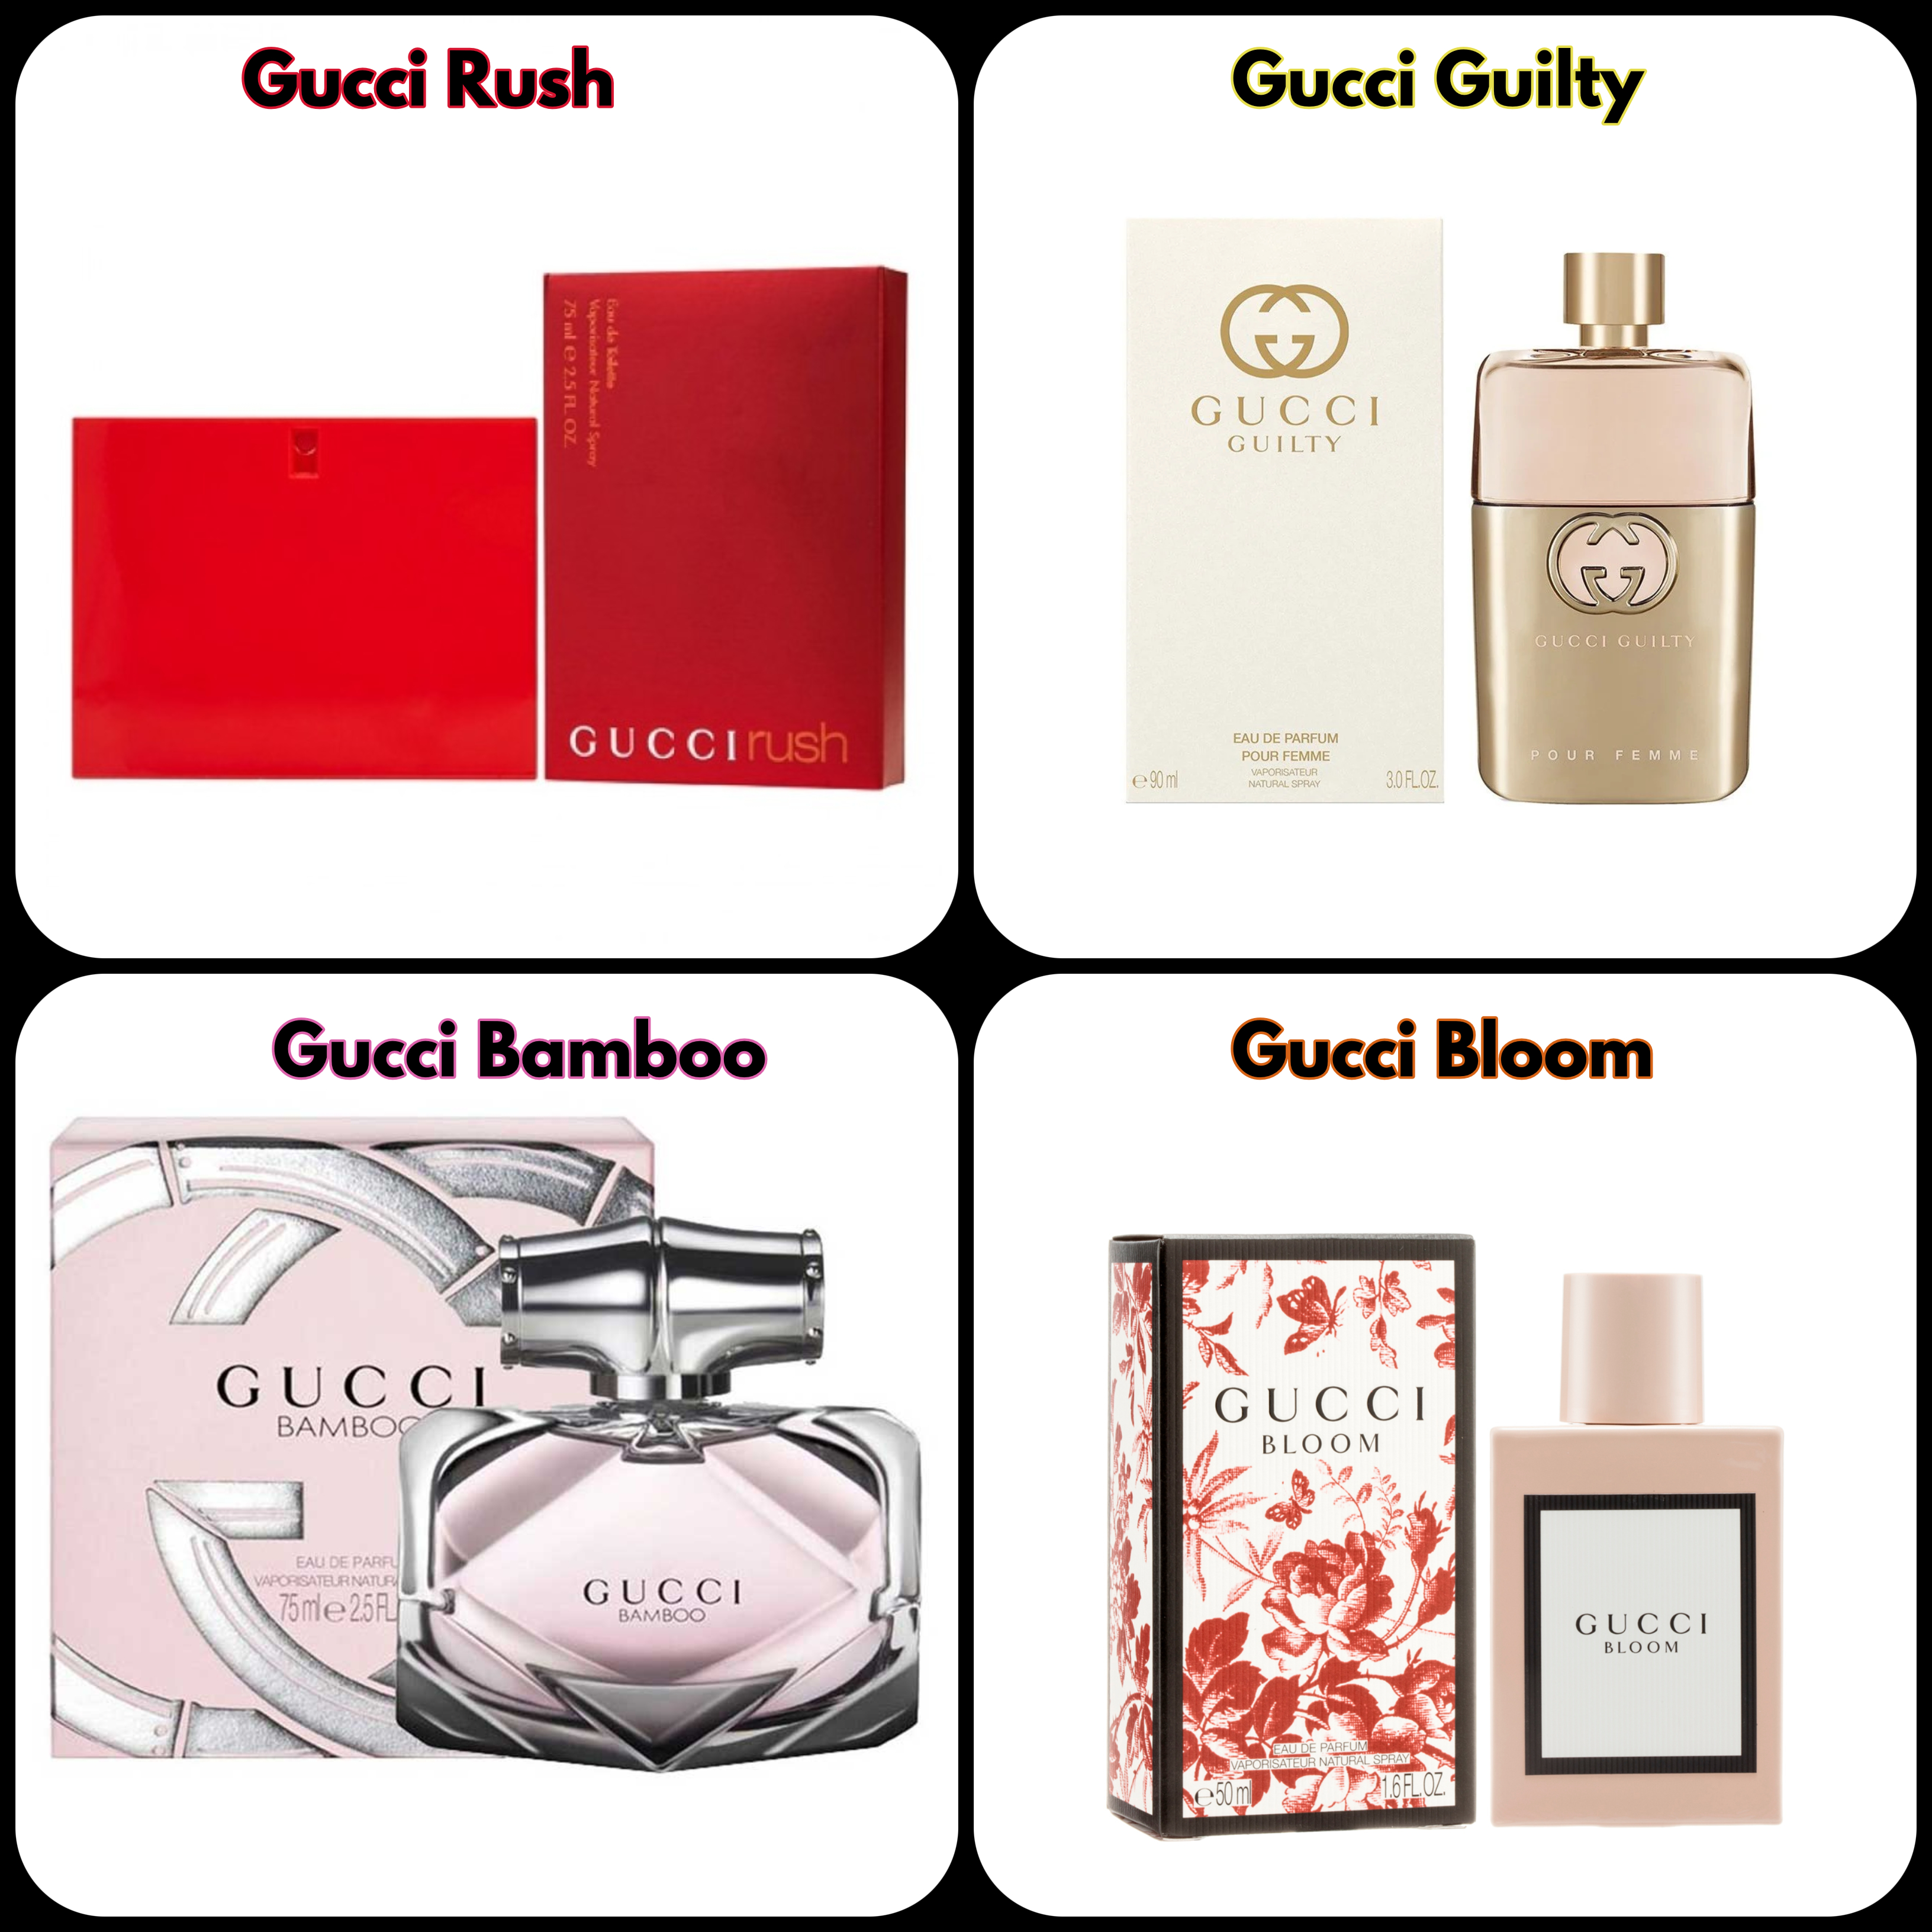 Gucci Rush
Eau de Toilette
Vaporisateur Natural Spray
75 ml e 2.5 FL. OZ.
GUCCI rush
Gucci Guilty
GUCCI
GUILTY
EAU DE PARFUM
POUR FEMME
VAPORISATEUR
NATURAL SPRAY
e 90 ml
3.0 FL.OZ.
GUCCI GUILTY
POUR FEMME
Gucci Bamboo
GUCCI
BAMBOO
EAU DE PARFU
VAPORISATEUR NATURA
75 ml e 2.5 FL
GUCCI
BAMBOO
Gucci Bloom
GUCCI
BLOOM
EAU DE PARFUM
VAPORISATEUR NATURAL SPRAY
e 50 ml
1.6 FL.OZ.
GUCCI
BLOOM